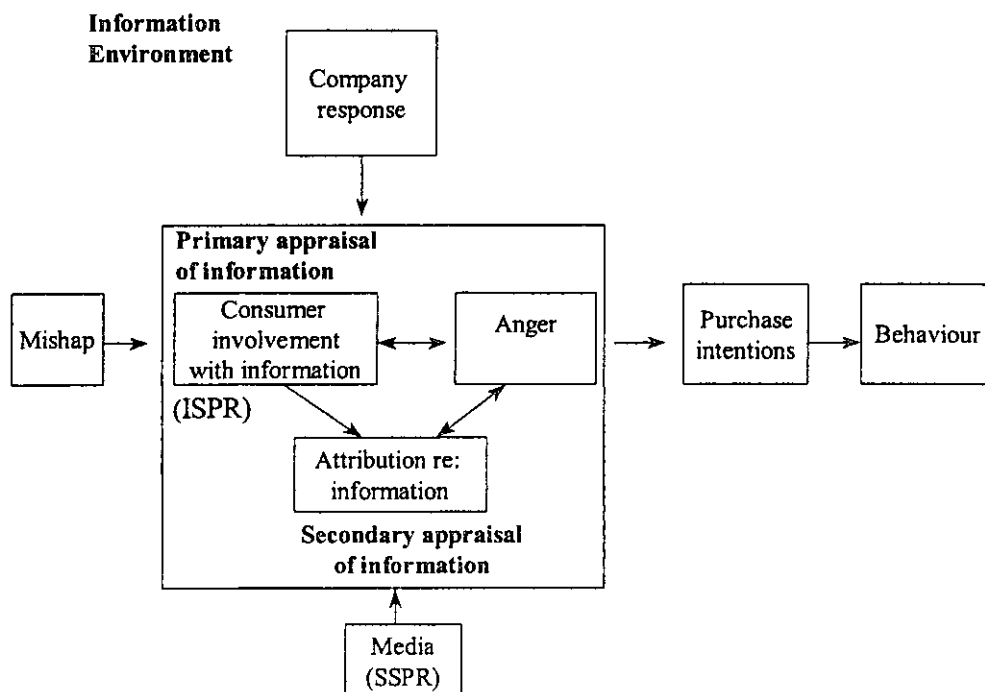 Information
Environment
Company
response
Primary appraisal
of information
Mishap
Consumer
involvement
with information
Anger
Purchase
intentions
Behaviour
(ISPR)
Attribution re:
information
Secondary appraisal
of information
Media
(SSPR)